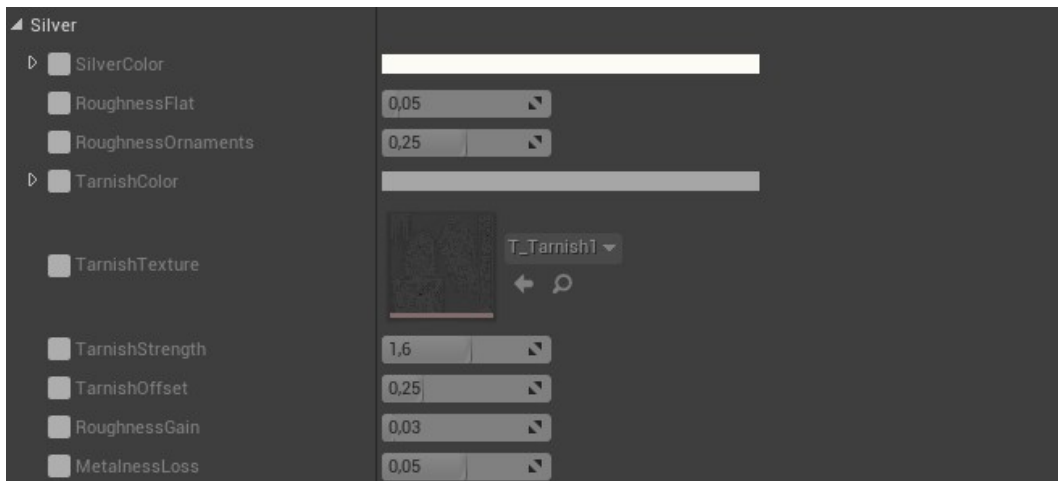 Silver
SilverColor
RoughnessFlat 0,05
RoughnessOrnaments 0,25
TarnishColor
T_Tarnish1
TarnishTexture
TarnishStrength 1,6
TarnishOffset 0,25
RoughnessGain 0,03
MetalnessLoss 0,05